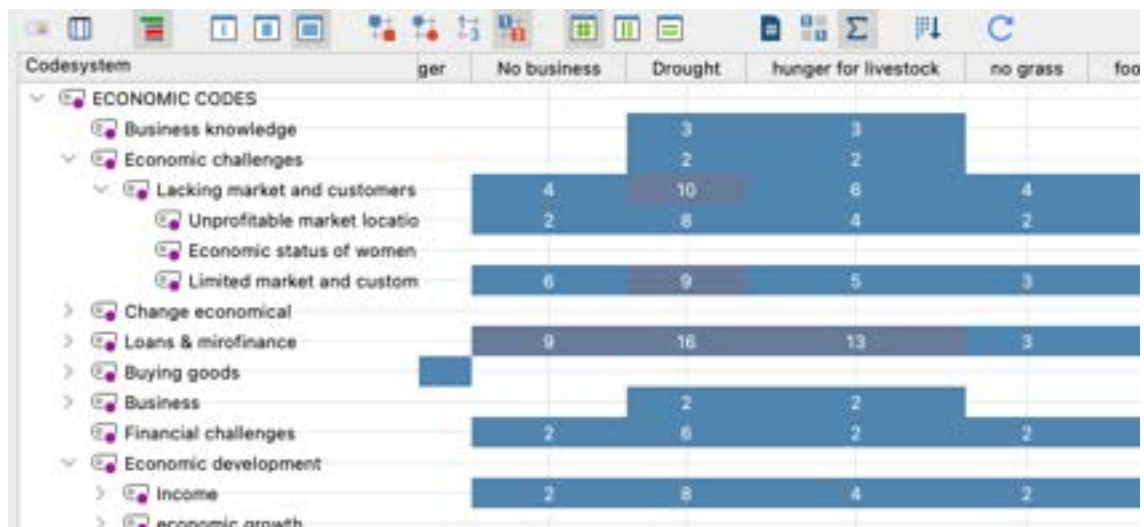 Codesystem ger No business Drought hunger for livestock no grass foo
ECONOMIC CODES
Business knowledge 3 3
Economic challenges 2 2
Lacking market and customers 4 10 6 4
Unprofitable market locatio 2 8 4 2
Economic status of women
Limited market and custom 6 9 5 3
Change economical
Loans & mirofinance 9 16 13 3
Buying goods
Business 2 2
Financial challenges 2 6 2 2
Economic development
Income 2 8 4 2
economic growth